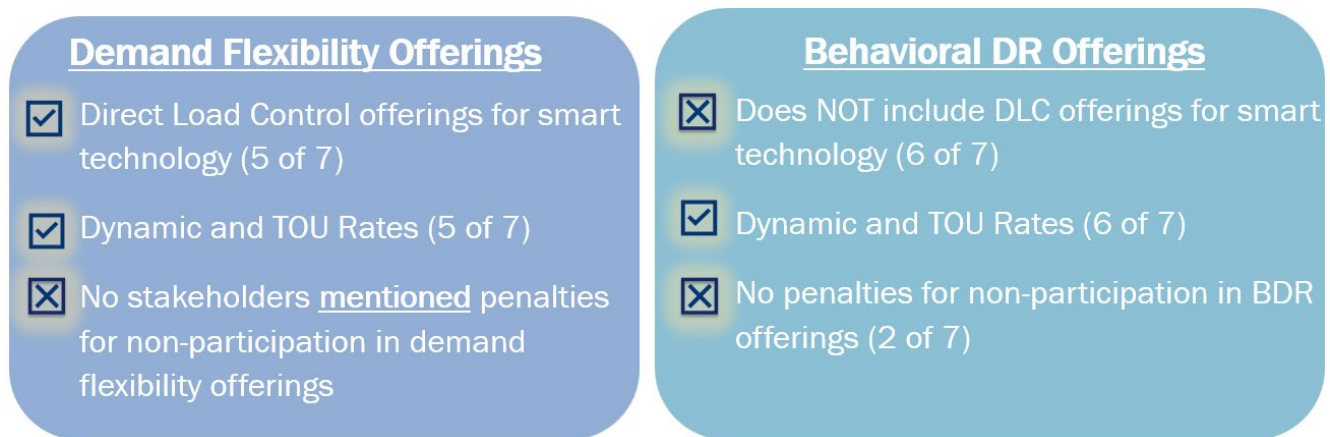 Demand Flexibility Offerings
Direct Load Control offerings for smart
technology (5 of 7)
Dynamic and TOU Rates (5 of 7)
No stakeholders mentioned penalties
for non-participation in demand
flexibility offerings
Behavioral DR Offerings
Does NOT include DLC offerings for smart
technology (6 of 7)
Dynamic and TOU Rates (6 of 7)
No penalties for non-participation in BDR
offerings (2 of 7)